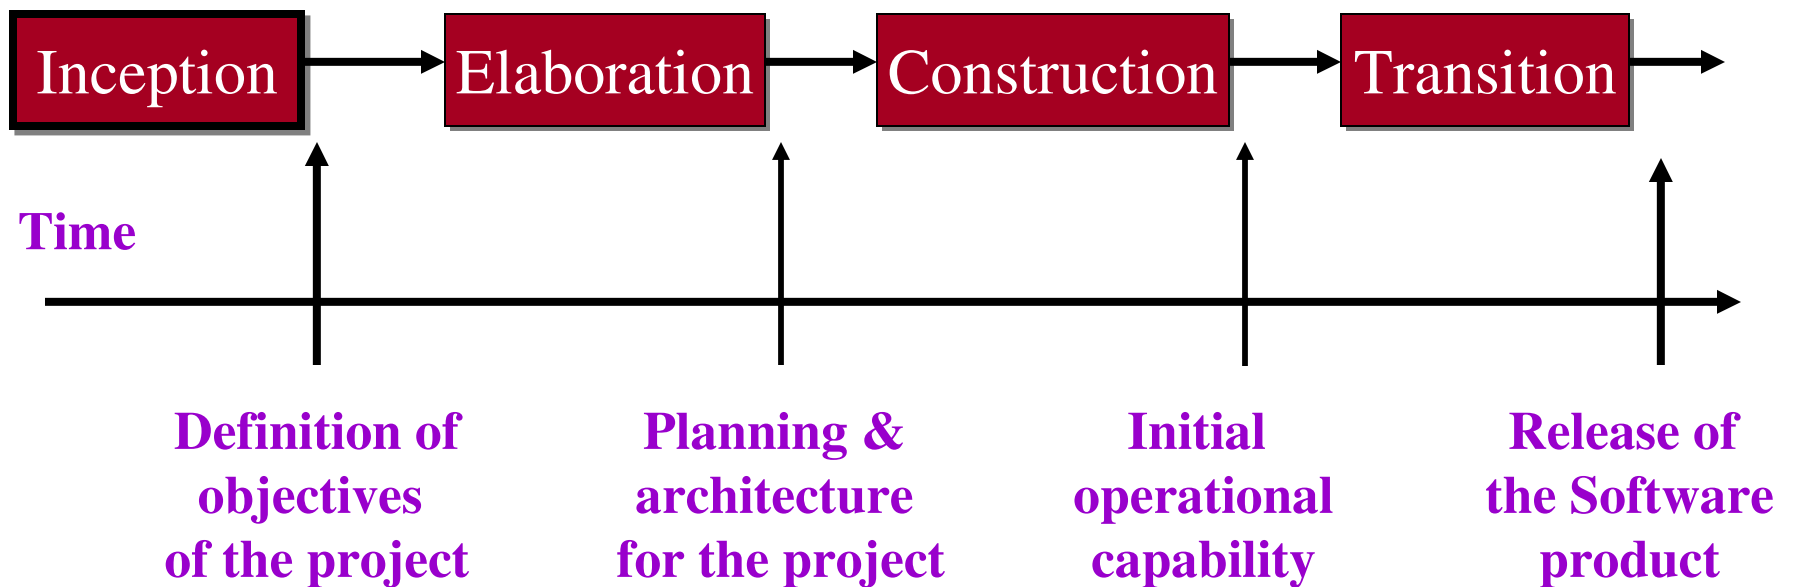 Inception
Elaboration
Construction
Transition
Time
Definition of
objectives
of the project
Planning &
architecture
for the project
Initial
operational
capability
Release of
the Software
product